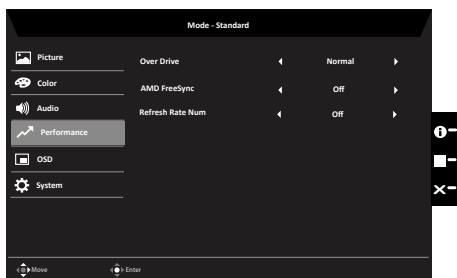 Mode - Standard
Picture
Over Drive Normal
Color
AMD FreeSync Off
Audio
Refresh Rate Num Off
Performance
OSD
System
Move Enter